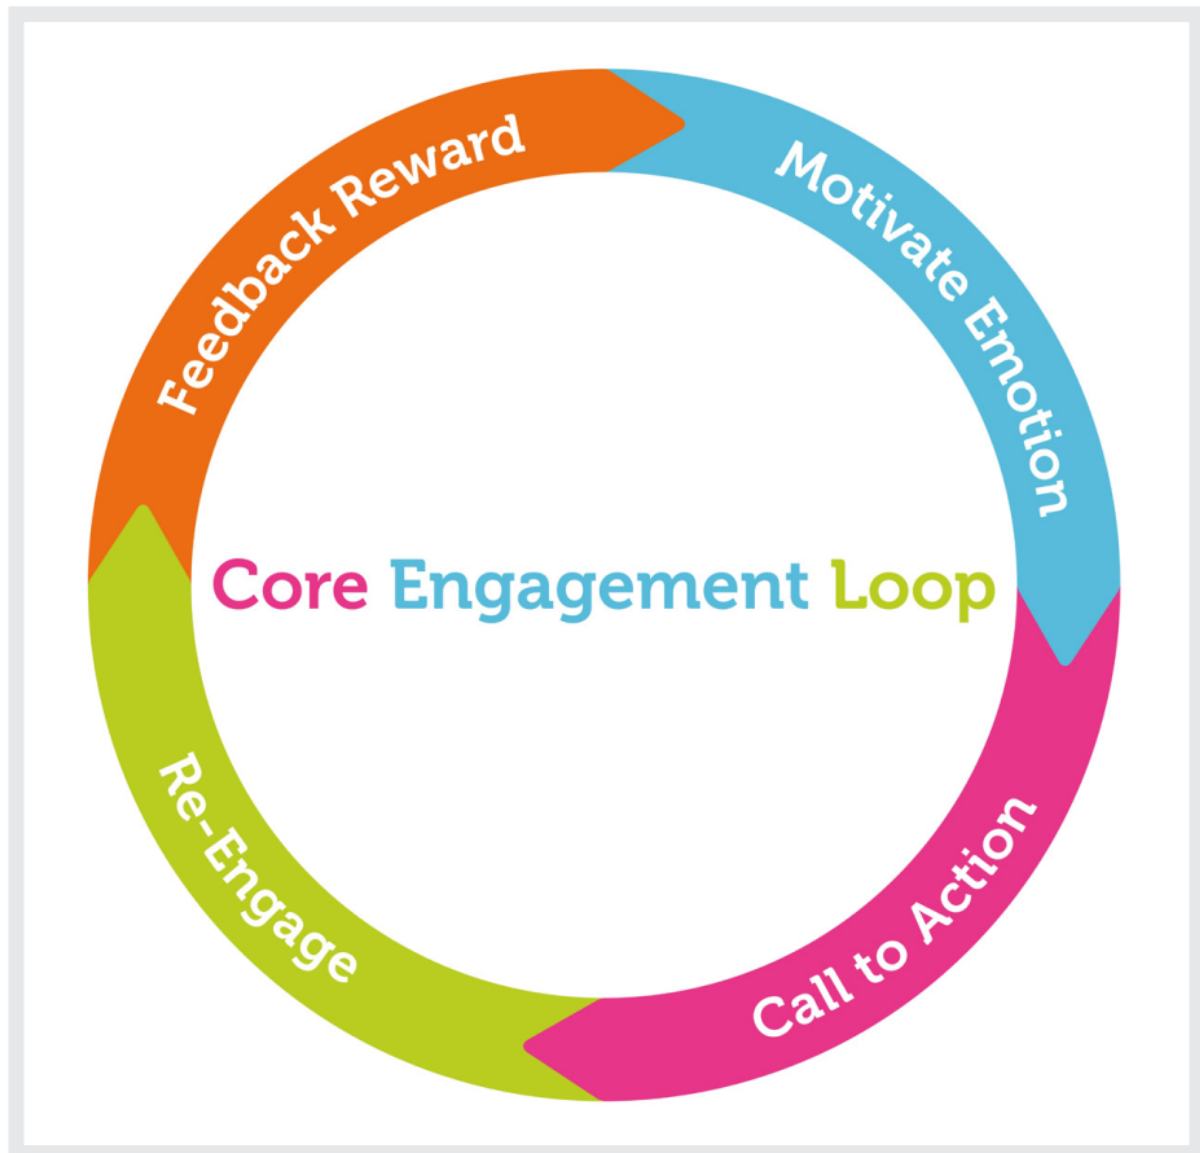 Feedback Reward
Motivate Emotion
Core Engagement Loop
Re-Engage
Call to Action